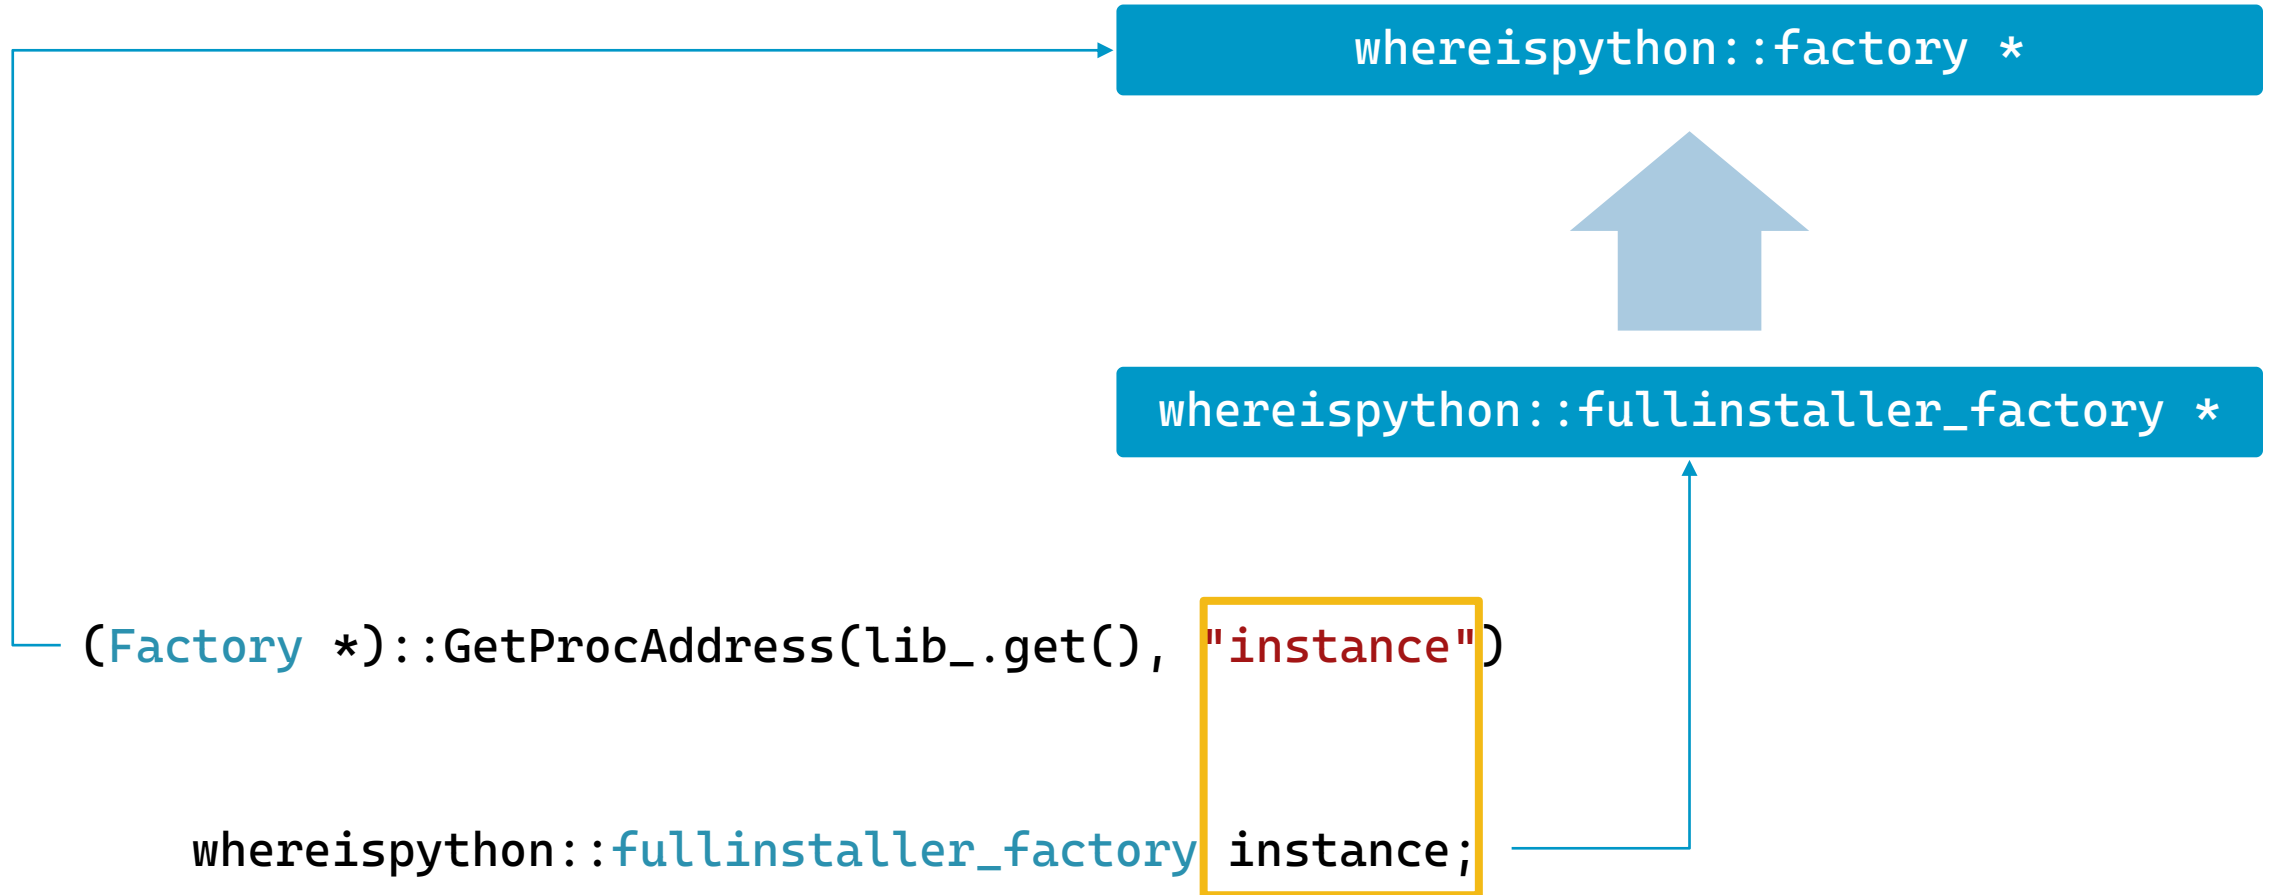 whereispython::factory *
whereispython::fullinstaller_factory *
(Factory *)::GetProcAddress(lib_.get(), "instance")
whereispython::fullinstaller_factory instance;